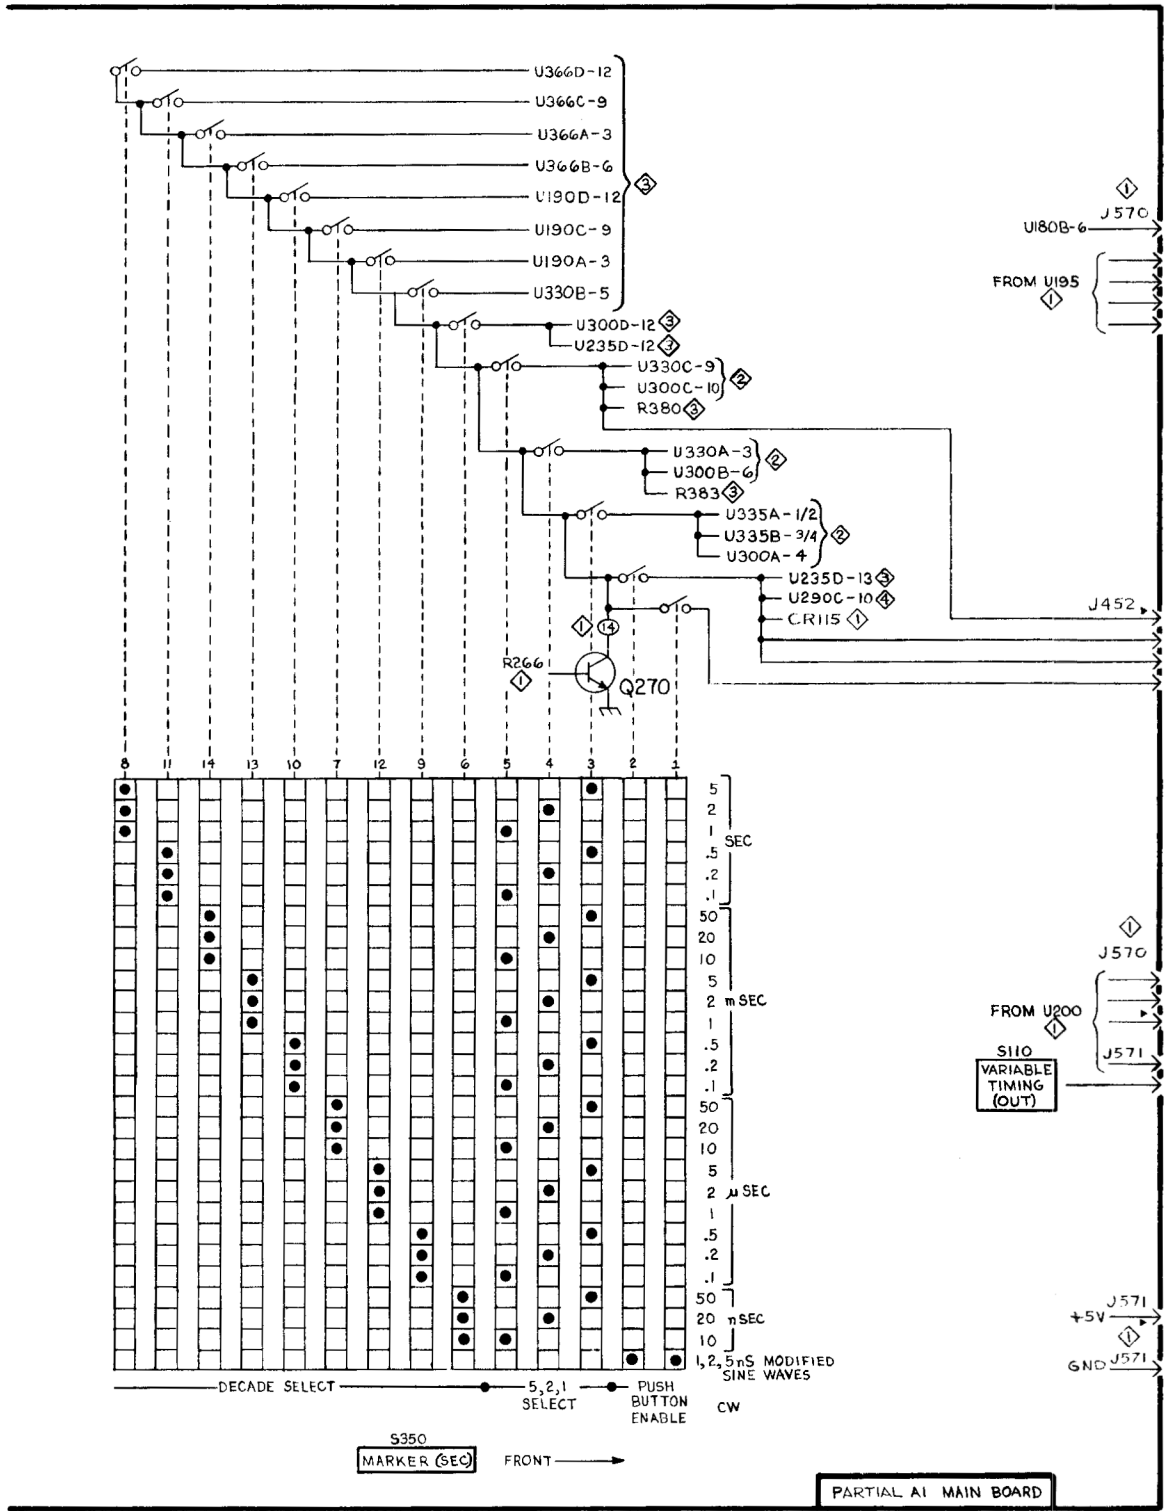 U366D-12
U366C-9
U366A-3
U366B-6
U190D-12
U190C-9
U190A-3
U330B-5
3
U300D-12 3
U235D-12 3
U330C-9
U300C-10
2
R380 3
U330A-3
U300B-6
2
R383 3
U335A-1/2
U335B-3/4
U300A-4
2
U235D-13 3
U290C-10 4
CR115 1
1 14
R266
1
Q270
1
J570
U180B-6
FROM U195
1
J452
8 11 14 13 10 7 12 9 6 5 4 3 2 1
5
2
1
SEC
.5
.2
.1
50
20
10
5
2 mSEC
1
.5
.2
.1
50
20
10
5
2 µSEC
1
.5
.2
.1
50
20 nSEC
10
1,2,5nS MODIFIED
SINE WAVES
DECADE SELECT
5,2,1
SELECT
PUSH
BUTTON
ENABLE
CW
S350
MARKER (SEC)
FRONT
1
J570
FROM U200
1
J571
S110
VARIABLE
TIMING
(OUT)
J571
+5V
1
GND J571
PARTIAL A1 MAIN BOARD